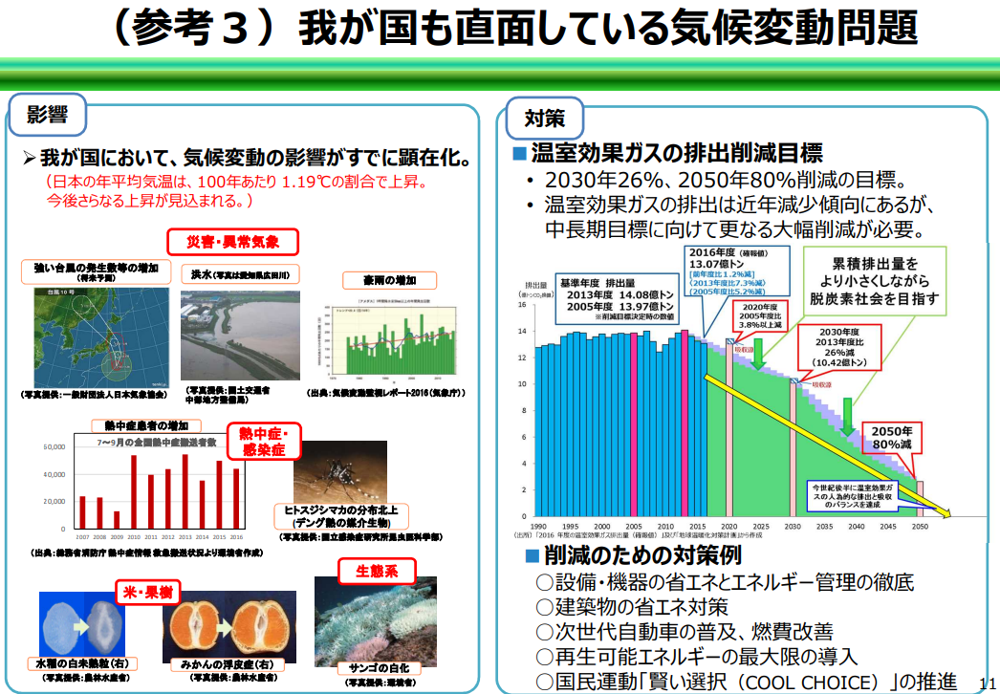 （参考３）我が国も直面している気候変動問題
影響
➢我が国において、気候変動の影響がすでに顕在化。
（日本の年平均気温は、100年あたり 1.19℃の割合で上昇。
今後さらなる上昇が見込まれる。）
災害・異常気象
強い台風の発生数等の増加
（将来予測）
台風10号
（写真提供：一般財団法人日本気象協会）
洪水（写真は愛知県広田川）
（写真提供：国土交通省
中部地方整備局）
豪雨の増加
（出典：気候変動監視レポート2016（気象庁））
熱中症患者の増加
7～9月の全国熱中症搬送者数
60,000
40,000
20,000
0
2007 2008 2009 2010 2011 2012 2013 2014 2015 2016
（出典：総務省消防庁 熱中症情報 救急搬送状況より環境省作成）
熱中症・
感染症
ヒトスジシマカの分布北上
（デング熱の媒介生物）
（写真提供：国立感染症研究所昆虫医科学部）
米・果樹
水稲の白未熟粒（右）
（写真提供：農林水産省）
みかんの浮皮症（右）
（写真提供：農林水産省）
生態系
サンゴの白化
（写真提供：環境省）
対策
■温室効果ガスの排出削減目標
• 2030年26%、2050年80%削減の目標。
• 温室効果ガスの排出は近年減少傾向にあるが、
中長期目標に向けて更なる大幅削減が必要。
排出量
（億トンCO₂換算）
16
14
12
10
8
6
4
2
0
1990 1995 2000 2005 2010 2015 2020 2025 2030 2035 2040 2045 2050
基準年度 排出量
2013年度 14.08億トン
2005年度 13.97億トン
※削減目標決定時の数値
2016年度（確報値）
13.07億トン
［前年度比1.2%減］
〈2013年度比7.3%減〉
（2005年度比5.2%減）
2020年度
2005年度比
3.8%以上減
吸収源
累積排出量を
より小さくしながら
脱炭素社会を目指す
2030年度
2013年度比
26%減
（10.42億トン）
吸収源
2050年
80%減
今世紀後半に温室効果ガ
スの人為的な排出と吸収
のバランスを達成
（出所）「2016 年度の温室効果ガス排出量（確報値）」及び「地球温暖化対策計画」から作成
■削減のための対策例
○設備・機器の省エネとエネルギー管理の徹底
○建築物の省エネ対策
○次世代自動車の普及、燃費改善
○再生可能エネルギーの最大限の導入
○国民運動「賢い選択（COOL CHOICE）」の推進
11